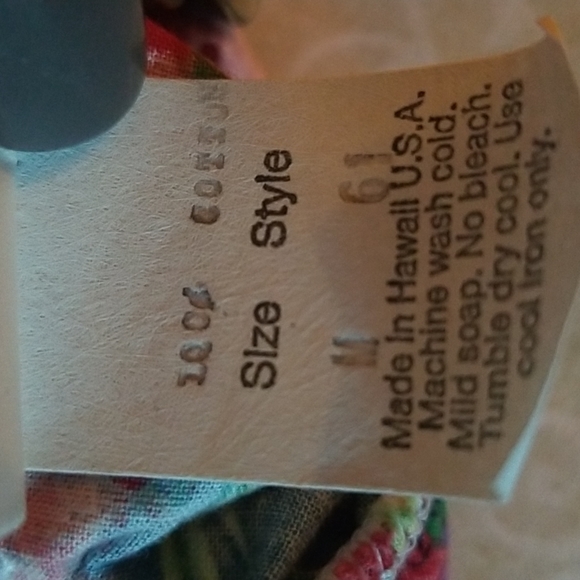 100% COTTON
Size Style
M 61
Made In Hawaii U.S.A.
Machine wash cold.
Mild soap. No bleach.
Tumble dry cool. Use
cool iron only.